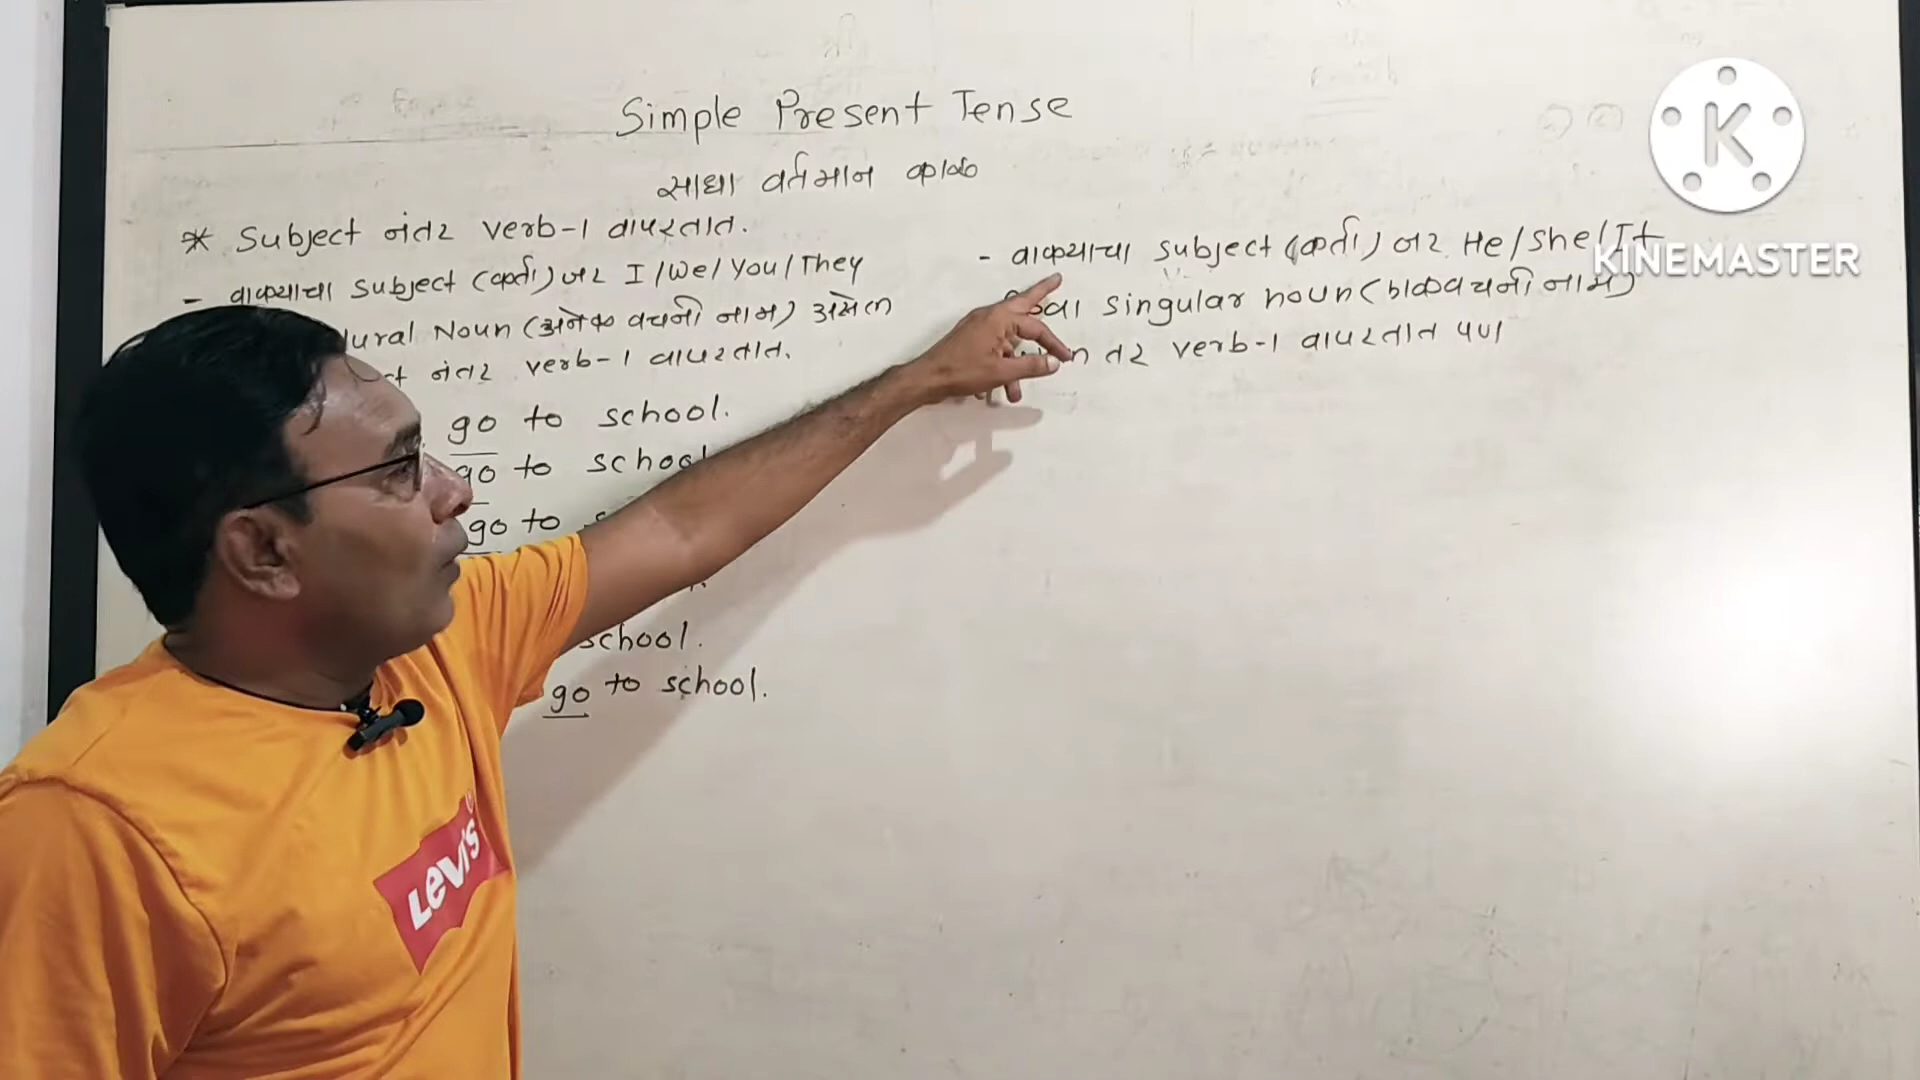 Simple Present Tense
साधा वर्तमान काळ
* Subject नंतर verb-1 वापरतात.
- वाक्याचा subject (कर्ता) जर I/We/You/They
lural Noun (अनेक वचनी नाम) असेल
नंतर verb-1 वापरतात.
go to school.
go to school
go to
school.
go to school.
- वाक्याचा subject (कर्ता) जर He/She/It
singular noun (एकवचनी नाम)
तर verb-1 वापरतात पण
LEVI'S
K
KINEMASTER